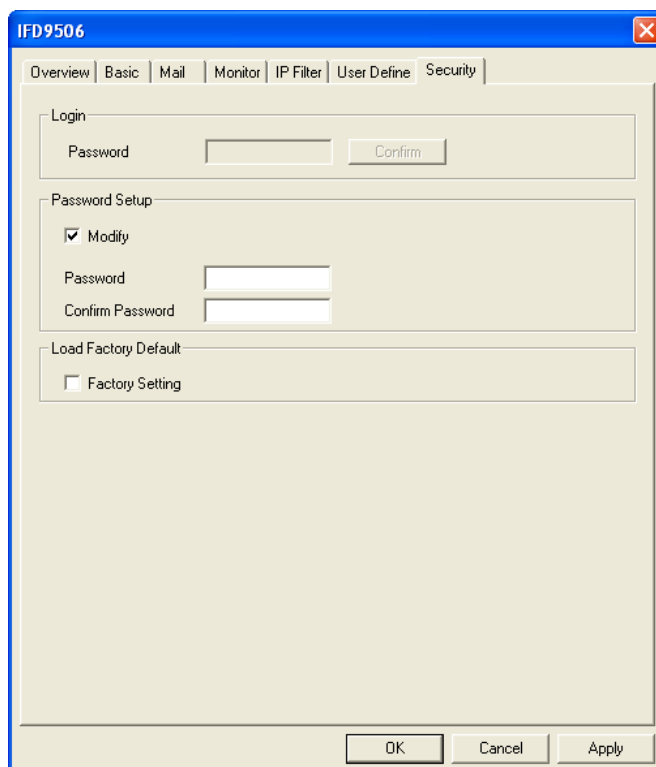 IFD9506
Overview Basic Mail Monitor IP Filter User Define Security
Login
Password Confirm
Password Setup
Modify
Password
Confirm Password
Load Factory Default
Factory Setting
OK Cancel Apply